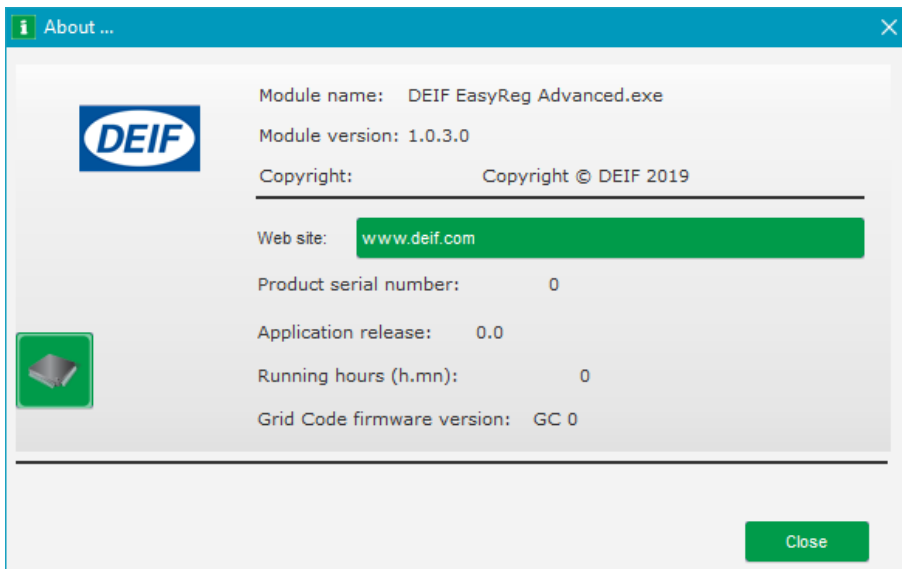 About ...
DEIF
Module name: DEIF EasyReg Advanced.exe
Module version: 1.0.3.0
Copyright: Copyright © DEIF 2019
Web site: www.deif.com
Product serial number: 0
Application release: 0.0
Running hours (h.mn): 0
Grid Code firmware version: GC 0
Close